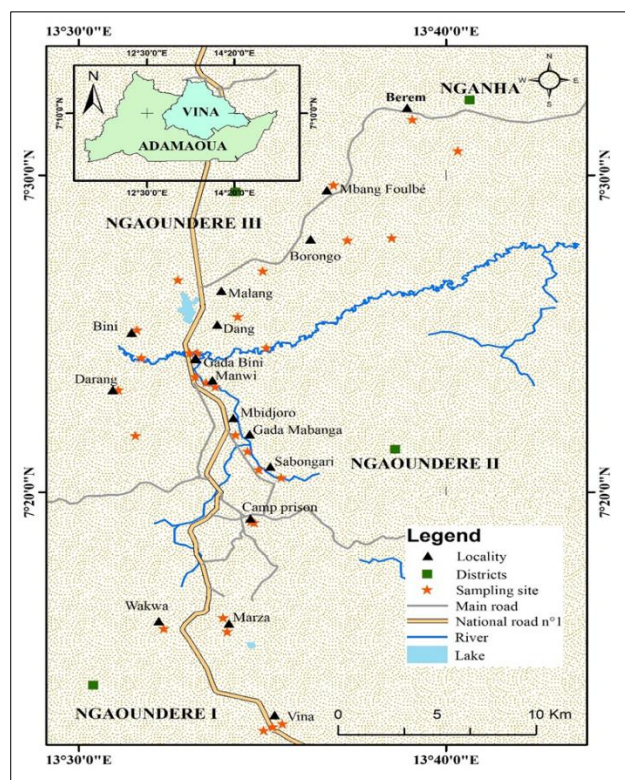 13°30'0"E
13°40'0"E
12°30'0"E
14°20'0"E
N
7°10'0"N
7°10'0"N
VINA
ADAMAOUA
12°30'0"E
14°20'0"E
NGANHA
N
W
E
S
Berem
7°30'0"N
7°30'0"N
Mbang Foulbé
NGAOUNDERE III
Borongo
Malang
Bini
Dang
Gada Bini
Darang
Manwi
Mbidjoro
Gada Mabanga
Sabongari
NGAOUNDERE II
7°20'0"N
7°20'0"N
Camp prison
Legend
Locality
Districts
Sampling site
Main road
National road n°1
River
Lake
Wakwa
Marza
NGAOUNDERE I
Vina
0 5 10 Km
13°30'0"E
13°40'0"E